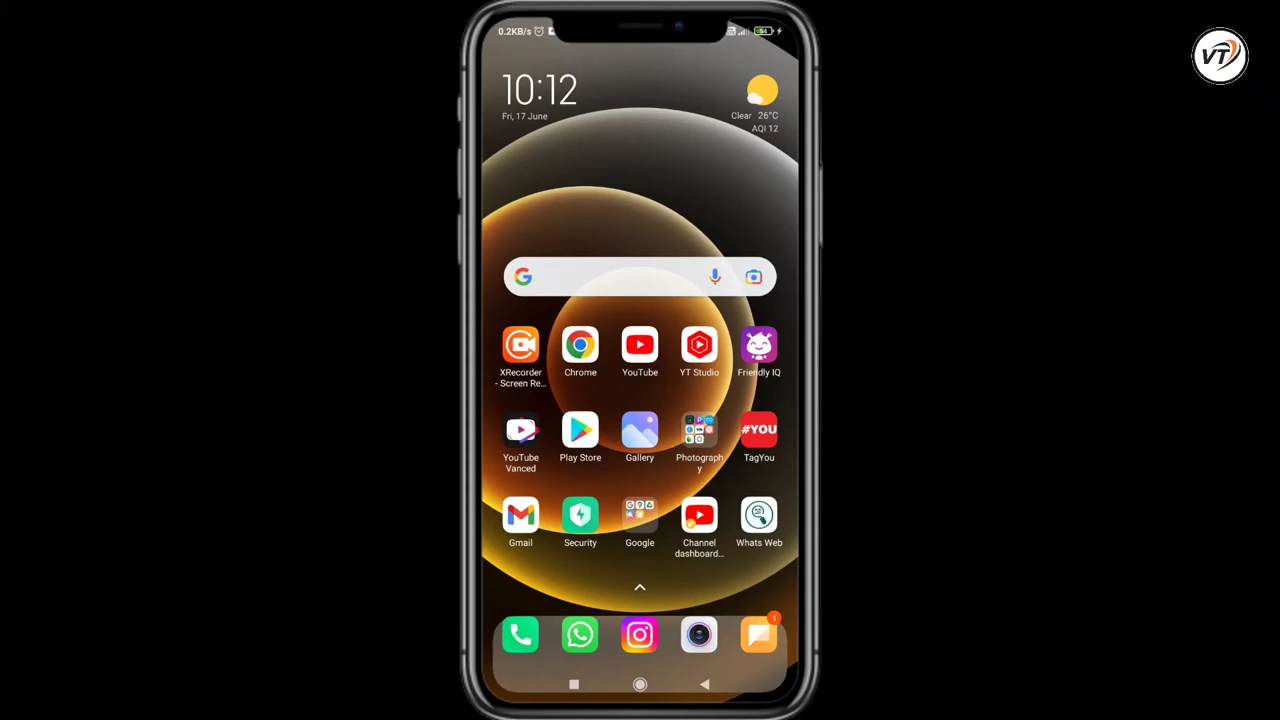 0.2KB/s
54
VT
10:12
Fri, 17 June
Clear 26°C
AQI 12
XRecorder
- Screen Re...
Chrome
YouTube
YT Studio
Friendly IQ
#YOU
YouTube
Vanced
Play Store
Gallery
Photograph
y
TagYou
Gmail
Security
Google
Channel
dashboard...
Whats Web
1